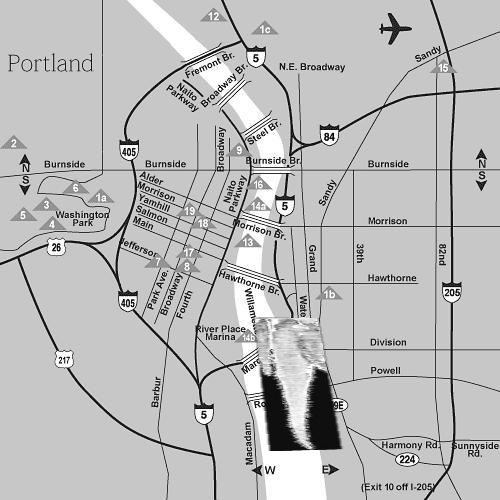 12
1c
Portland
5
Fremont Br.
Sandy
15
N.E. Broadway
Broadway Br.
Naito
Parkway
84
Steel Br.
405
2
9
Broadway
N
S
Burnside
Burnside
Burnside Br.
Burnside
N
S
Alder
Morrison
Yamhill
Salmon
Main
Jefferson
6
1a
3
5
4
Washington
Park
Naito
Parkway
16
14a
5
Sandy
19
18
Morrison Br.
Morrison
13
26
7
17
8
Grand
39th
82nd
Park Ave.
Broadway
Fourth
Hawthorne Br.
Hawthorne
405
1b
205
River Place
Marina
14b
Division
217
Powell
Barbur
5
Macadam
Harmony Rd.
Sunnyside
Rd.
224
W
E
(Exit 10 off I-205)